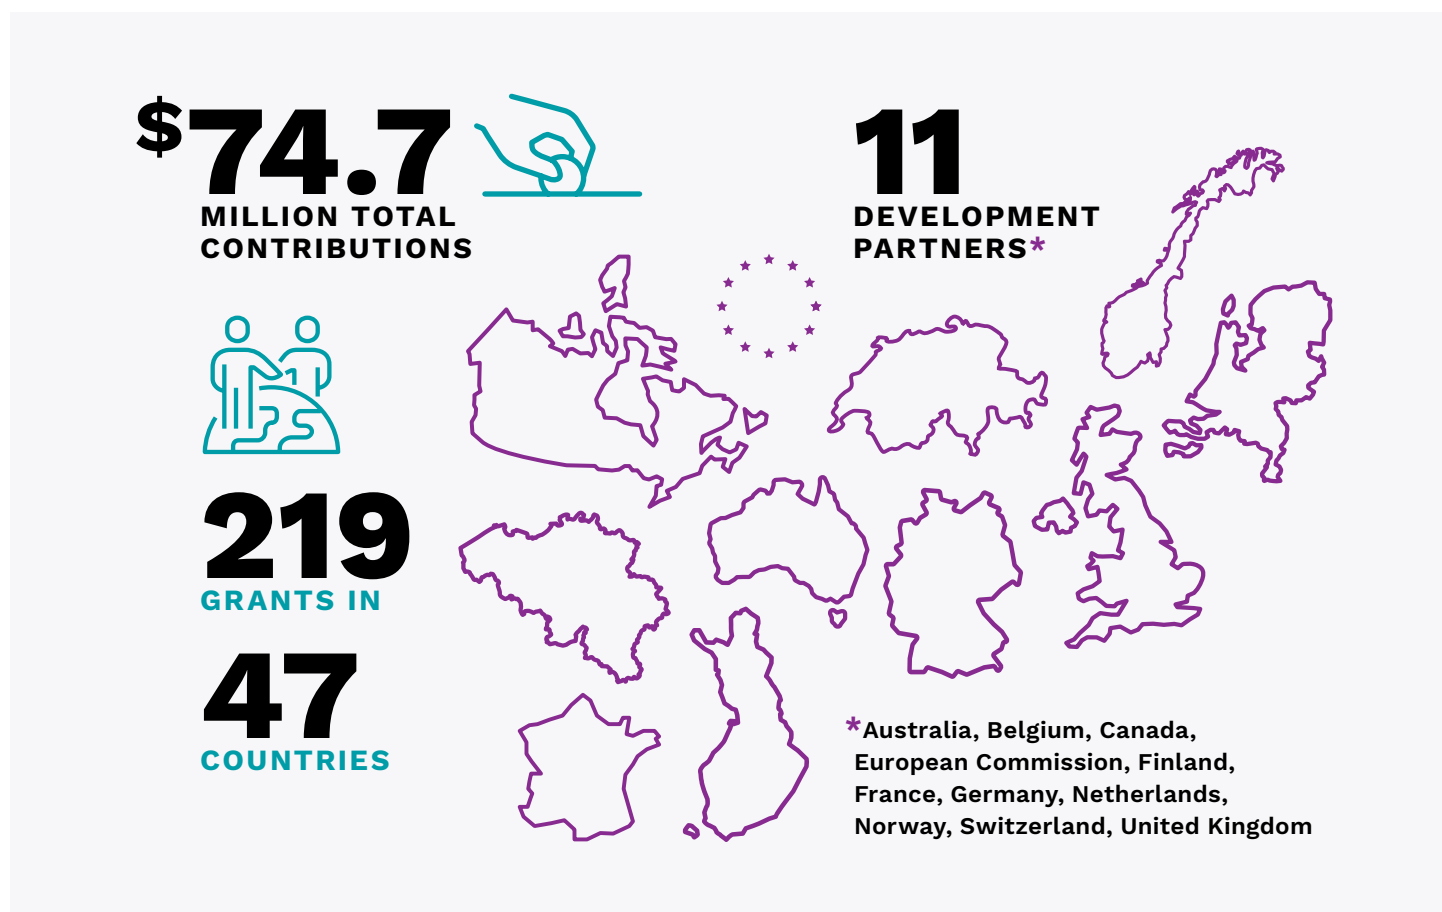 $74.7
MILLION TOTAL
CONTRIBUTIONS
11
DEVELOPMENT
PARTNERS*
219
GRANTS IN
47
COUNTRIES
*Australia, Belgium, Canada,
European Commission, Finland,
France, Germany, Netherlands,
Norway, Switzerland, United Kingdom